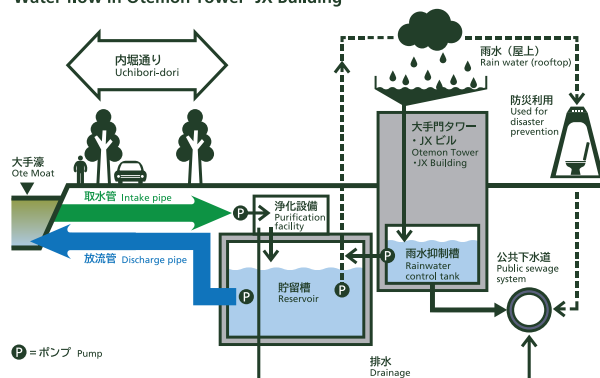 Water flow in Otemon Tower・JX Building
内堀通り
Uchibori-dori
雨水（屋上）
Rain water (rooftop)
防災利用
Used for
disaster
prevention
大手門タワー
・JX ビル
Otemon Tower
・JX Building
大手濠
Ote Moat
取水管 Intake pipe
P
浄化設備
Purification
facility
放流管 Discharge pipe
P
貯留槽
Reservoir
P
P
雨水抑制槽
Rainwater
control tank
公共下水道
Public sewage
system
P =ポンプ Pump
排水
Drainage